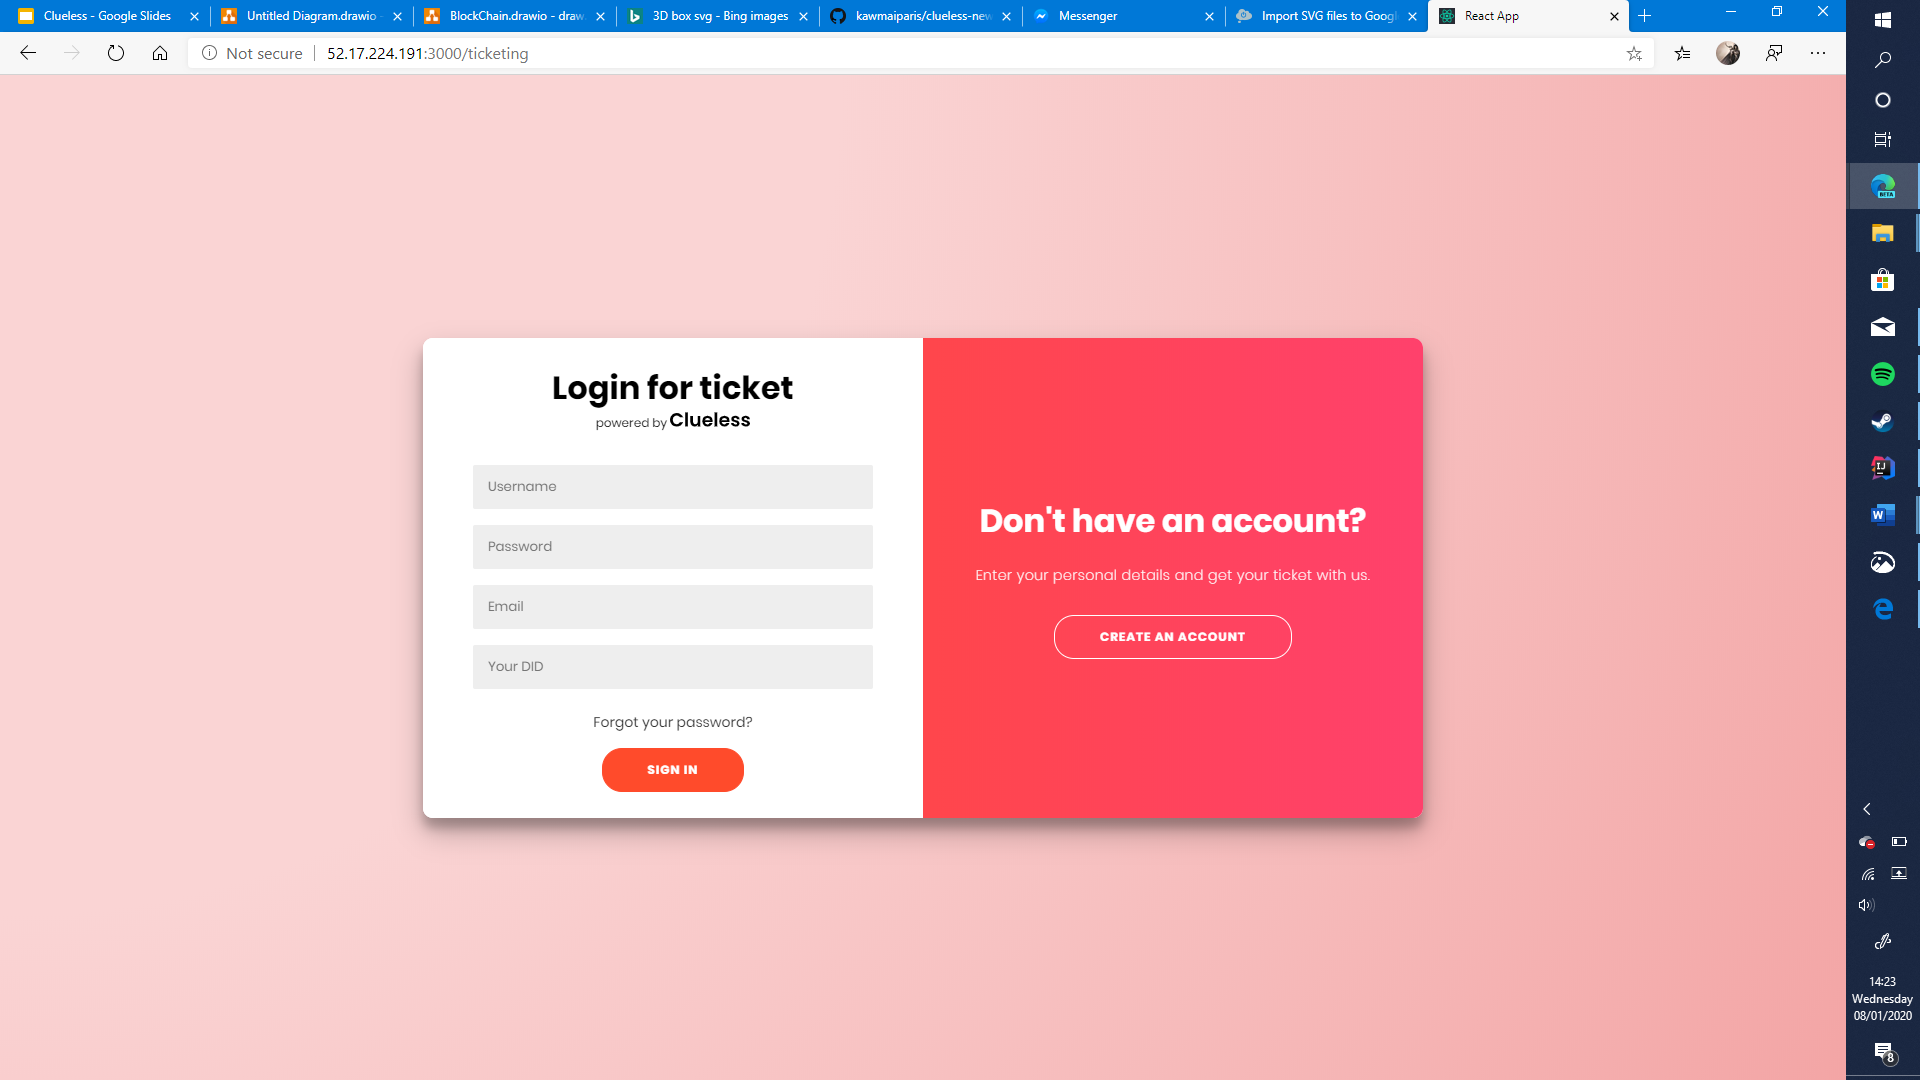 Clueless - Google Slides
Untitled Diagram.drawio
BlockChain.drawio - draw.
3D box svg - Bing images
kawmaiparis/clueless-new
Messenger
Import SVG files to Googl
React App
Not secure
52.17.224.191:3000/ticketing
Login for ticket
powered by Clueless
Username
Password
Email
Your DID
Forgot your password?
SIGN IN
Don't have an account?
Enter your personal details and get your ticket with us.
CREATE AN ACCOUNT
BETA
14:23
Wednesday
08/01/2020
8